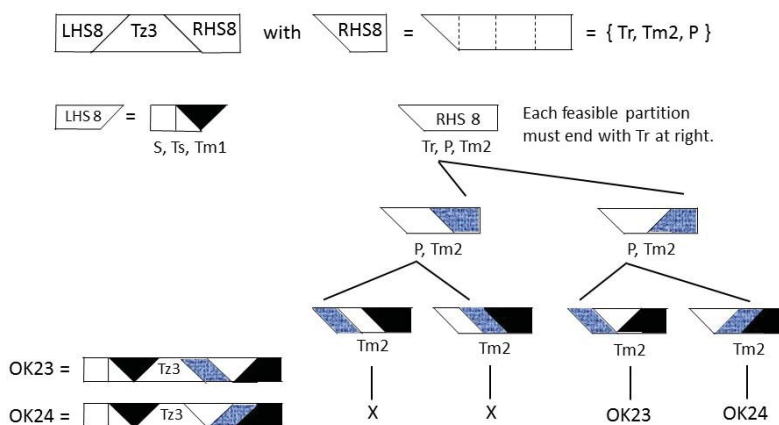 LHS8 Tz3 RHS8 with RHS8 = = { Tr, Tm2, P }
LHS 8 =
S, Ts, Tm1
RHS 8
Tr, P, Tm2
Each feasible partition
must end with Tr at right.
P, Tm2 P, Tm2
Tm2 Tm2 Tm2 Tm2
OK23 = Tz3
X X OK23 OK24
OK24 = Tz3